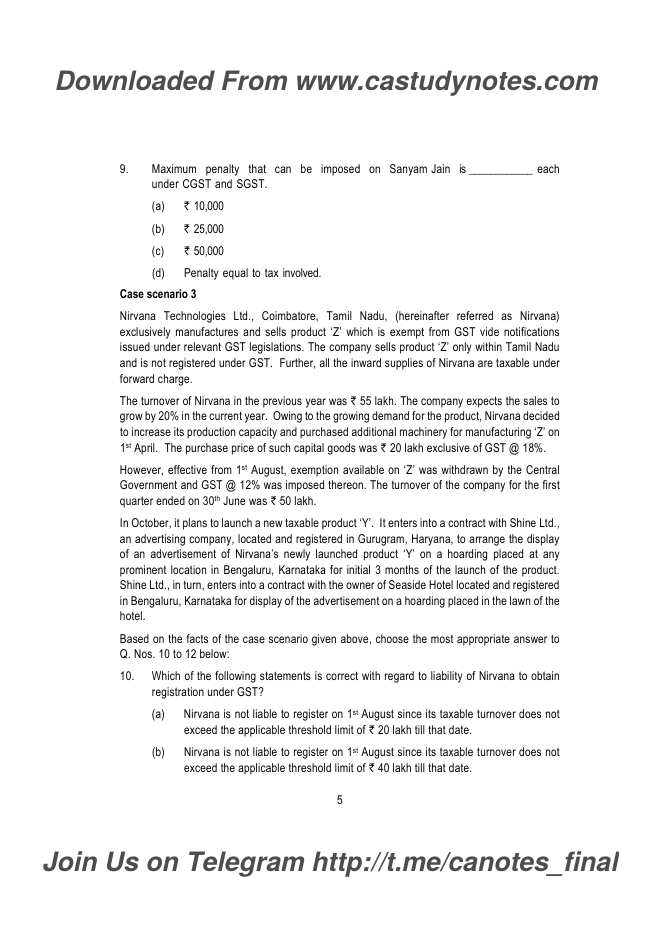 Downloaded From www.castudynotes.com
9. Maximum penalty that can be imposed on Sanyam Jain is ___________ each
under CGST and SGST.
(a) ₹ 10,000
(b) ₹ 25,000
(c) ₹ 50,000
(d) Penalty equal to tax involved.
Case scenario 3
Nirvana Technologies Ltd., Coimbatore, Tamil Nadu, (hereinafter referred as Nirvana)
exclusively manufactures and sells product ‘Z’ which is exempt from GST vide notifications
issued under relevant GST legislations. The company sells product ‘Z’ only within Tamil Nadu
and is not registered under GST. Further, all the inward supplies of Nirvana are taxable under
forward charge.
The turnover of Nirvana in the previous year was ₹ 55 lakh. The company expects the sales to
grow by 20% in the current year. Owing to the growing demand for the product, Nirvana decided
to increase its production capacity and purchased additional machinery for manufacturing ‘Z’ on
1st April. The purchase price of such capital goods was ₹ 20 lakh exclusive of GST @ 18%.
However, effective from 1st August, exemption available on ‘Z’ was withdrawn by the Central
Government and GST @ 12% was imposed thereon. The turnover of the company for the first
quarter ended on 30th June was ₹ 50 lakh.
In October, it plans to launch a new taxable product ‘Y’. It enters into a contract with Shine Ltd.,
an advertising company, located and registered in Gurugram, Haryana, to arrange the display
of an advertisement of Nirvana’s newly launched product ‘Y’ on a hoarding placed at any
prominent location in Bengaluru, Karnataka for initial 3 months of the launch of the product.
Shine Ltd., in turn, enters into a contract with the owner of Seaside Hotel located and registered
in Bengaluru, Karnataka for display of the advertisement on a hoarding placed in the lawn of the
hotel.
Based on the facts of the case scenario given above, choose the most appropriate answer to
Q. Nos. 10 to 12 below:
10. Which of the following statements is correct with regard to liability of Nirvana to obtain
registration under GST?
(a) Nirvana is not liable to register on 1st August since its taxable turnover does not
exceed the applicable threshold limit of ₹ 20 lakh till that date.
(b) Nirvana is not liable to register on 1st August since its taxable turnover does not
exceed the applicable threshold limit of ₹ 40 lakh till that date.
5
Join Us on Telegram http://t.me/canotes_final